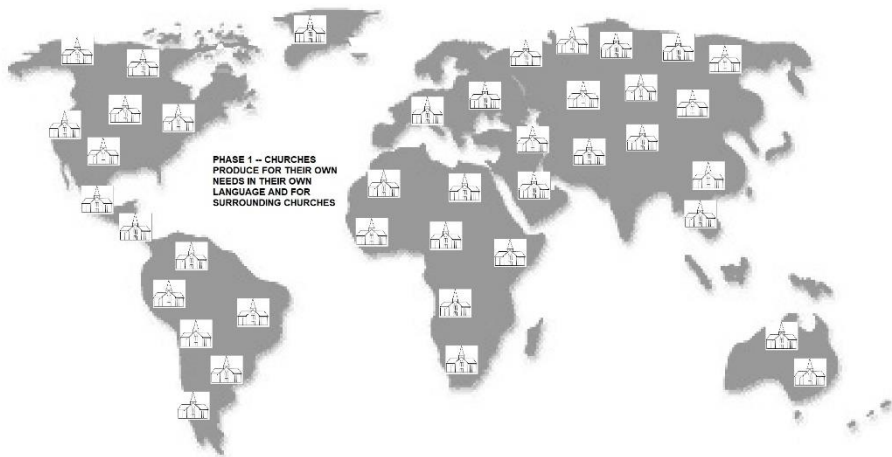 PHASE 1 -- CHURCHES
PRODUCE FOR THEIR OWN
NEEDS IN THEIR OWN
LANGUAGE AND FOR
SURROUNDING CHURCHES